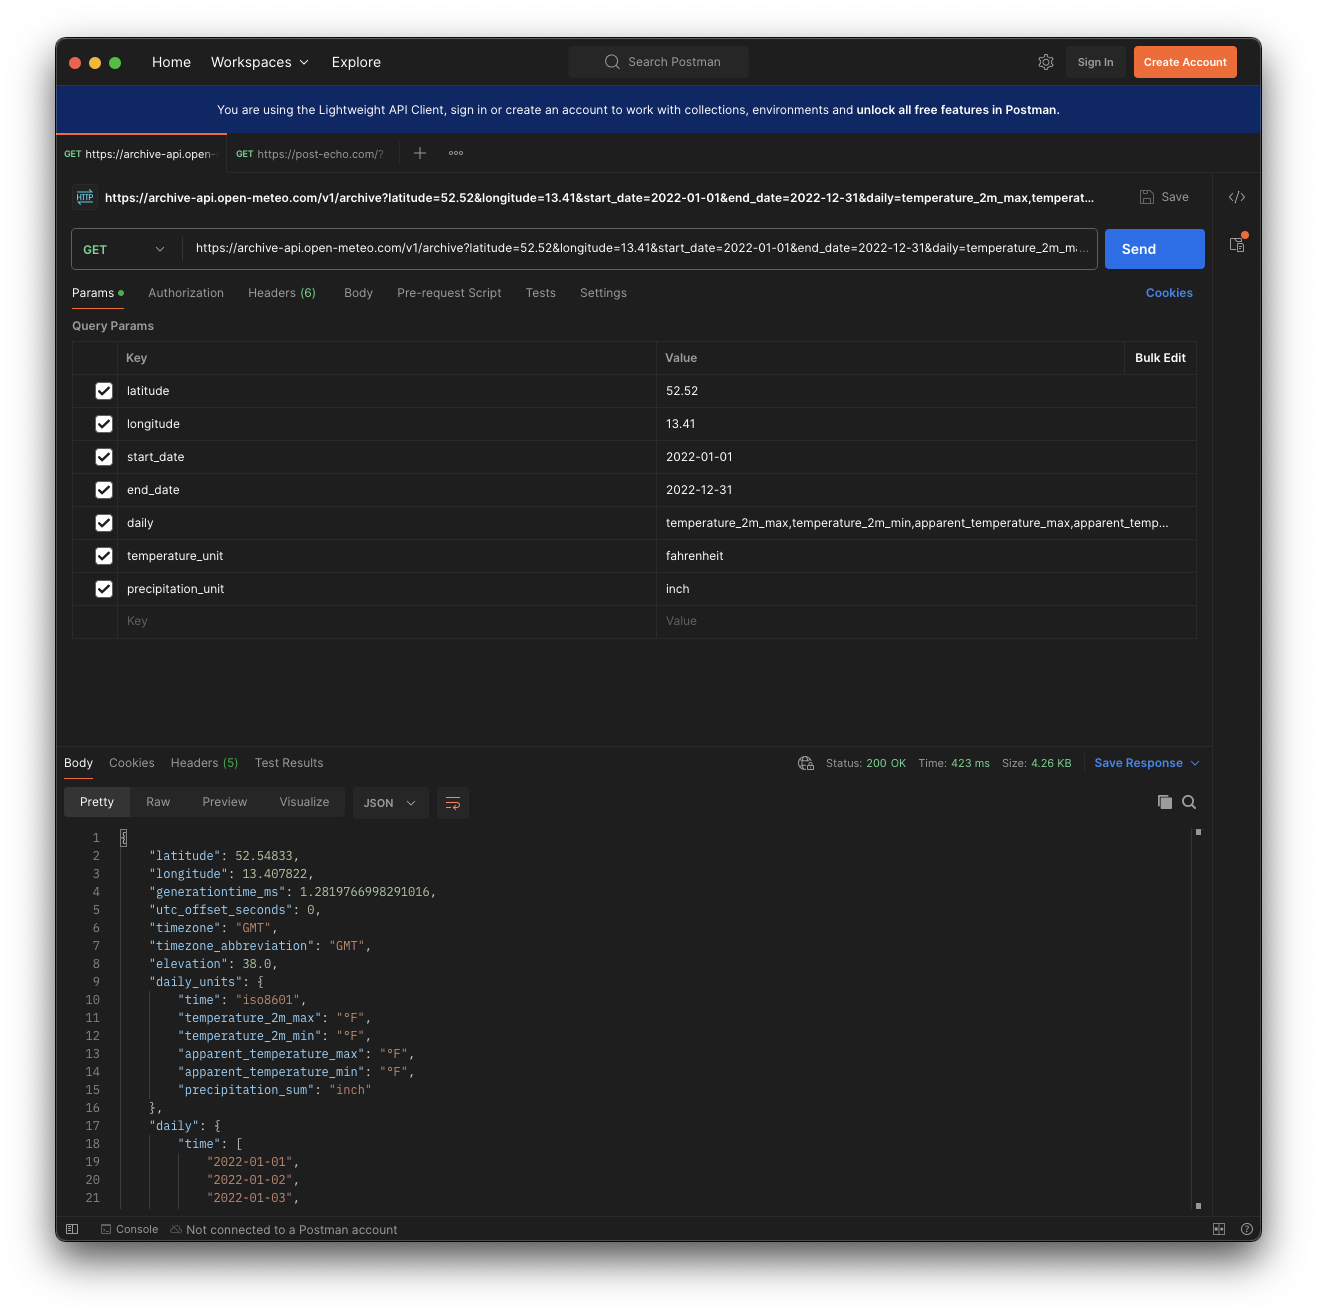 Home Workspaces Explore Search Postman Sign In Create Account
You are using the Lightweight API Client, sign in or create an account to work with collections, environments and unlock all free features in Postman.
GET https://archive-api.open- GET https://post-echo.com/?
HTTP https://archive-api.open-meteo.com/v1/archive?latitude=52.52&longitude=13.41&start_date=2022-01-01&end_date=2022-12-31&daily=temperature_2m_max,temperat... Save
GET https://archive-api.open-meteo.com/v1/archive?latitude=52.52&longitude=13.41&start_date=2022-01-01&end_date=2022-12-31&daily=temperature_2m_m... Send
Params Authorization Headers (6) Body Pre-request Script Tests Settings Cookies
Query Params
Key Value Bulk Edit
latitude 52.52
longitude 13.41
start_date 2022-01-01
end_date 2022-12-31
daily temperature_2m_max,temperature_2m_min,apparent_temperature_max,apparent_temp...
temperature_unit fahrenheit
precipitation_unit inch
Key Value
Body Cookies Headers (5) Test Results Status: 200 OK Time: 423 ms Size: 4.26 KB Save Response
Pretty Raw Preview Visualize JSON
1 {
2 "latitude": 52.54833,
3 "longitude": 13.407822,
4 "generationtime_ms": 1.2819766998291016,
5 "utc_offset_seconds": 0,
6 "timezone": "GMT",
7 "timezone_abbreviation": "GMT",
8 "elevation": 38.0,
9 "daily_units": {
10 "time": "iso8601",
11 "temperature_2m_max": "°F",
12 "temperature_2m_min": "°F",
13 "apparent_temperature_max": "°F",
14 "apparent_temperature_min": "°F",
15 "precipitation_sum": "inch"
16 },
17 "daily": {
18 "time": [
19 "2022-01-01",
20 "2022-01-02",
21 "2022-01-03",
Console Not connected to a Postman account